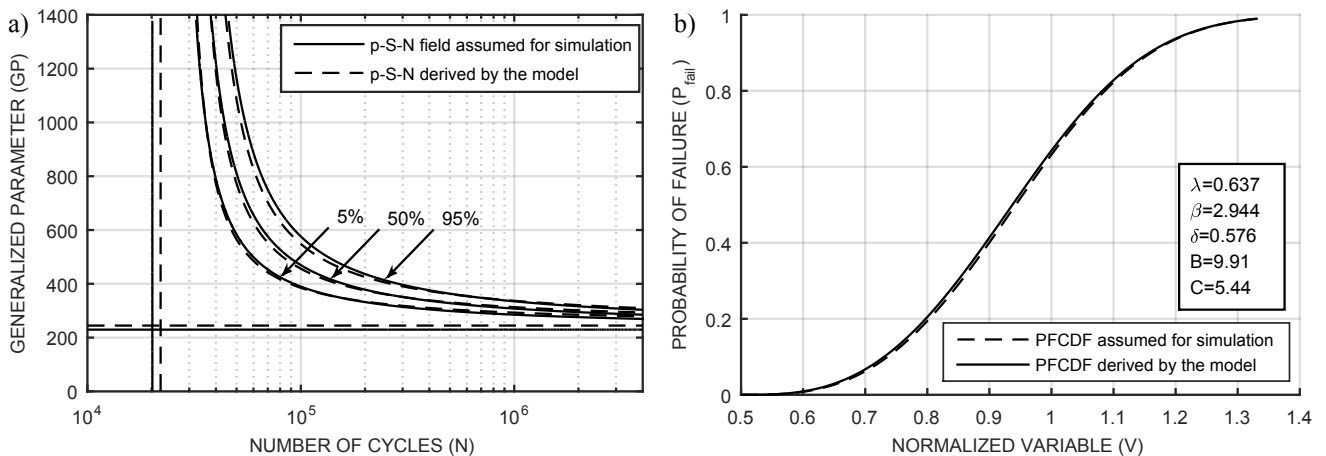 a)
GENERALIZED PARAMETER (GP)
1400
1200
1000
800
600
400
200
0
p-S-N field assumed for simulation
p-S-N derived by the model
5% 50% 95%
10^4 10^5 10^6
NUMBER OF CYCLES (N)
b)
PROBABILITY OF FAILURE (P_fail)
1
0.8
0.6
0.4
0.2
0
λ=0.637
β=2.944
δ=0.576
B=9.91
C=5.44
PFCDF assumed for simulation
PFCDF derived by the model
0.5 0.6 0.7 0.8 0.9 1 1.1 1.2 1.3 1.4
NORMALIZED VARIABLE (V)